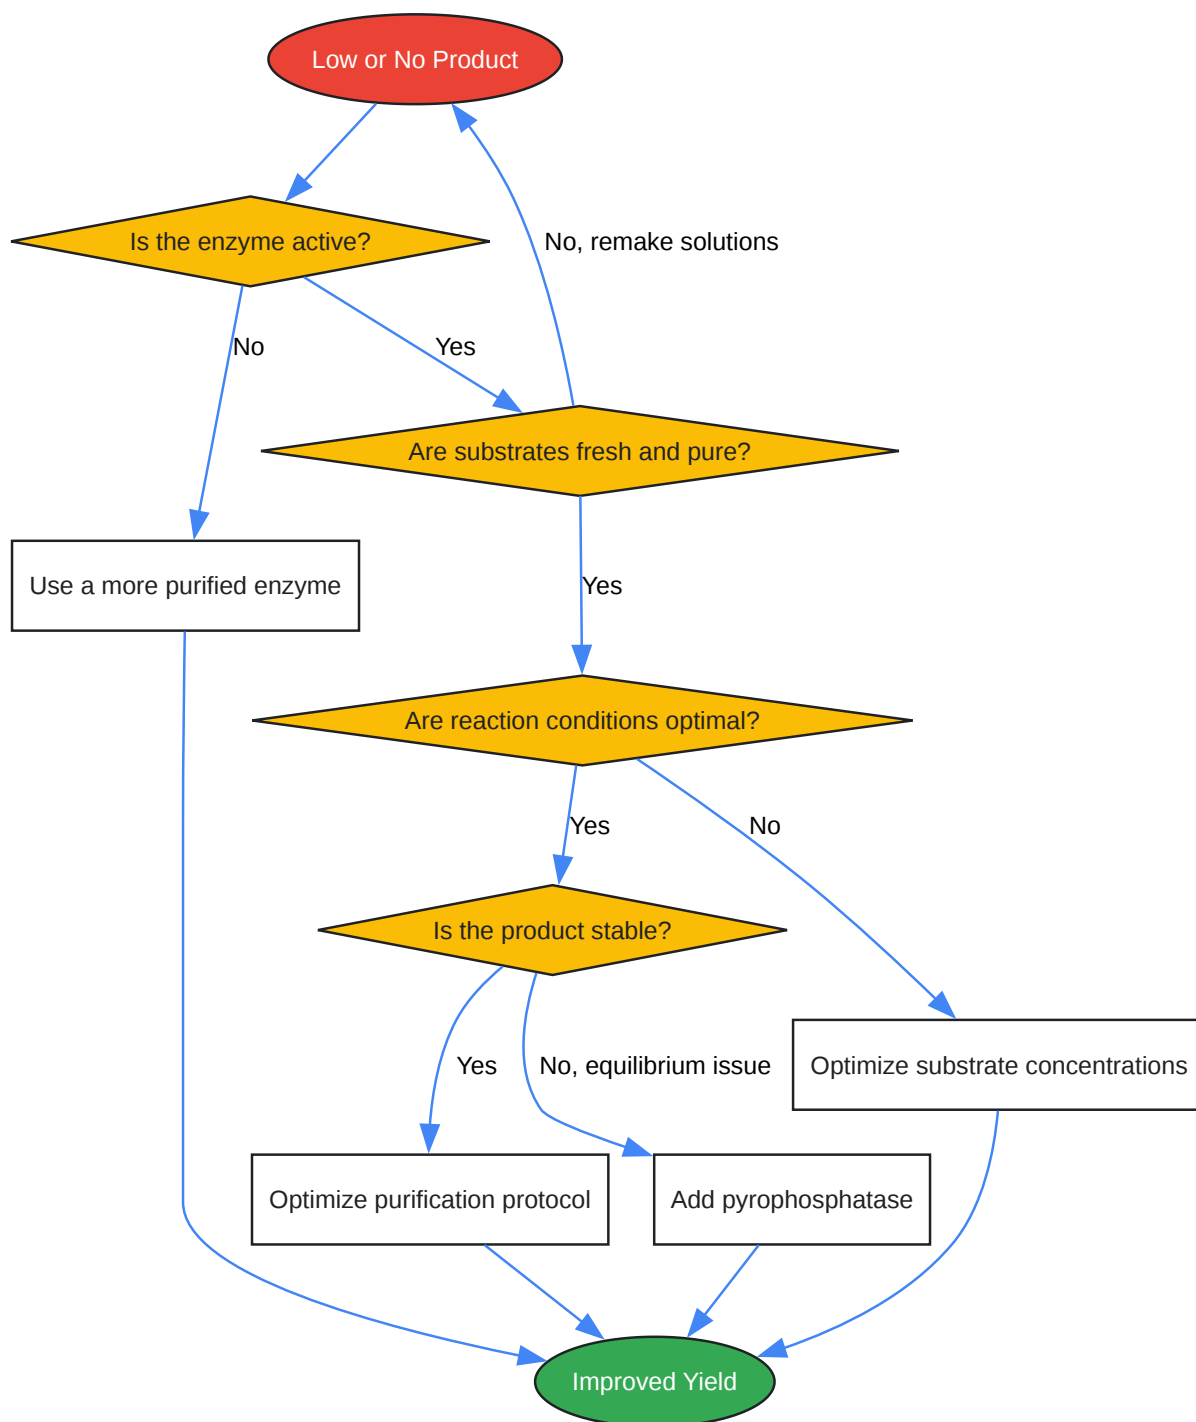 Low or No Product
Is the enzyme active?
No, remake solutions
No
Yes
Are substrates fresh and pure?
Use a more purified enzyme
Yes
Are reaction conditions optimal?
Yes
No
Is the product stable?
Yes
No, equilibrium issue
Optimize substrate concentrations
Optimize purification protocol
Add pyrophosphatase
Improved Yield